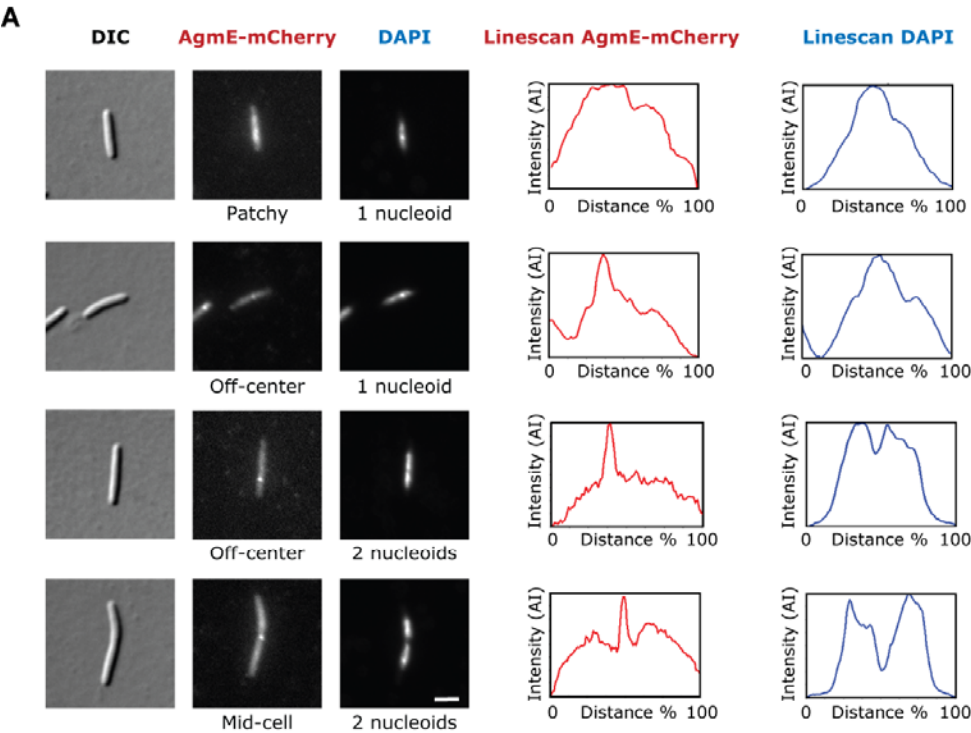 A
DIC AgmE-mCherry DAPI Linescan AgmE-mCherry Linescan DAPI
Intensity (AI) Intensity (AI)
0 Distance % 100 0 Distance % 100
Patchy 1 nucleoid
Intensity (AI) Intensity (AI)
0 Distance % 100 0 Distance % 100
Off-center 1 nucleoid
Intensity (AI) Intensity (AI)
0 Distance % 100 0 Distance % 100
Off-center 2 nucleoids
Intensity (AI) Intensity (AI)
0 Distance % 100 0 Distance % 100
Mid-cell 2 nucleoids